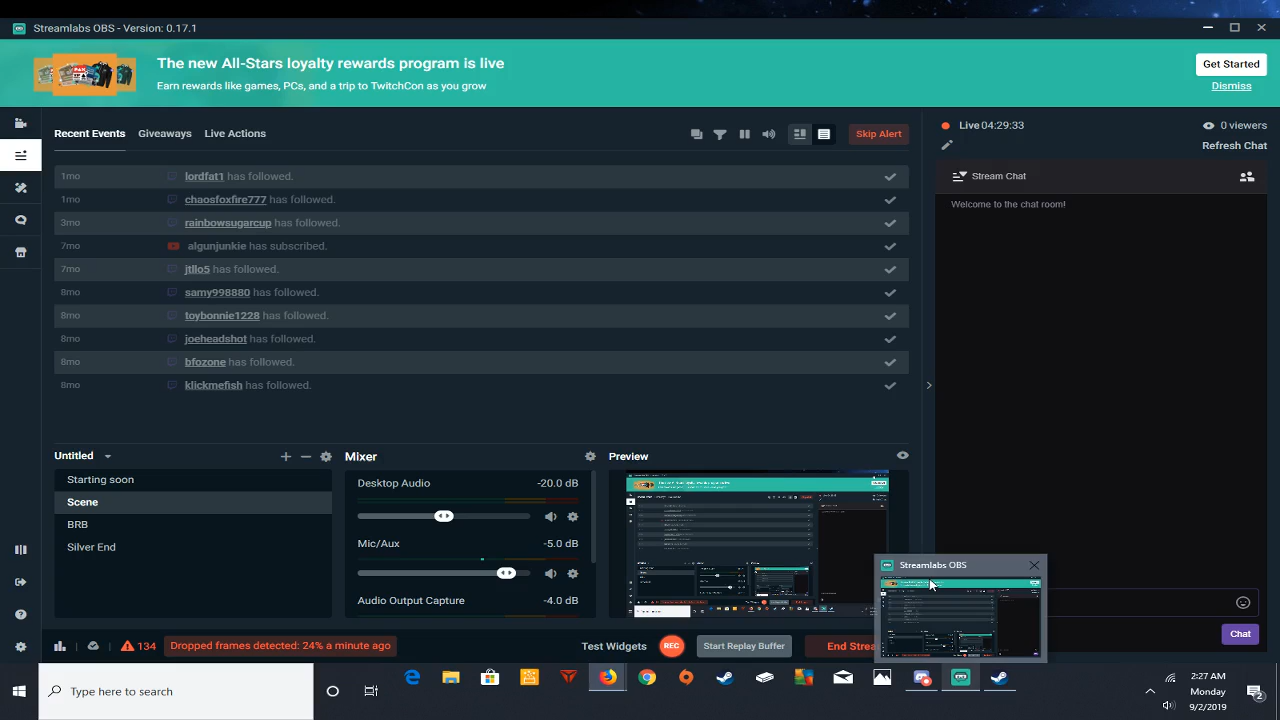 Streamlabs OBS - Version: 0.17.1
The new All-Stars loyalty rewards program is live
Earn rewards like games, PCs, and a trip to TwitchCon as you grow
Get Started
Dismiss
Recent Events
Giveaways
Live Actions
Skip Alert
1mo lordfat1 has followed.
1mo chaosfoxfire777 has followed.
3mo rainbowsugarcup has followed.
7mo algunjunkie has subscribed.
7mo jtllo5 has followed.
8mo samy998880 has followed.
8mo toybonnie1228 has followed.
8mo joeheadshot has followed.
8mo bfozone has followed.
8mo klickmefish has followed.
Live 04:29:33
0 viewers
Refresh Chat
Stream Chat
Welcome to the chat room!
Untitled
Starting soon
Scene
BRB
Silver End
Mixer
Desktop Audio -20.0 dB
Mic/Aux -5.0 dB
Audio Output Capture -4.0 dB
Preview
Streamlabs OBS
Chat
134
Dropped frames detected: 24% a minute ago
Test Widgets
REC
Start Replay Buffer
End Strea
Type here to search
2:27 AM
Monday
9/2/2019
2